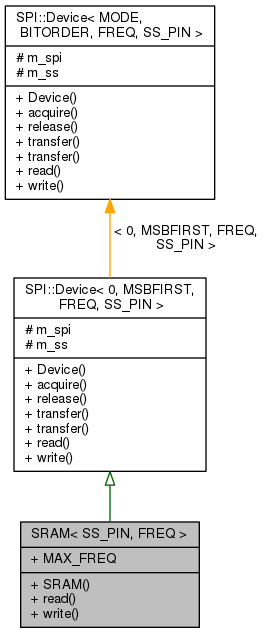 SPI::Device< MODE,
BITORDER, FREQ, SS_PIN >
# m_spi
# m_ss
+ Device()
+ acquire()
+ release()
+ transfer()
+ transfer()
+ read()
+ write()
< 0, MSBFIRST, FREQ,
SS_PIN >
SPI::Device< 0, MSBFIRST,
FREQ, SS_PIN >
# m_spi
# m_ss
+ Device()
+ acquire()
+ release()
+ transfer()
+ transfer()
+ read()
+ write()
SRAM< SS_PIN, FREQ >
+ MAX_FREQ
+ SRAM()
+ read()
+ write()